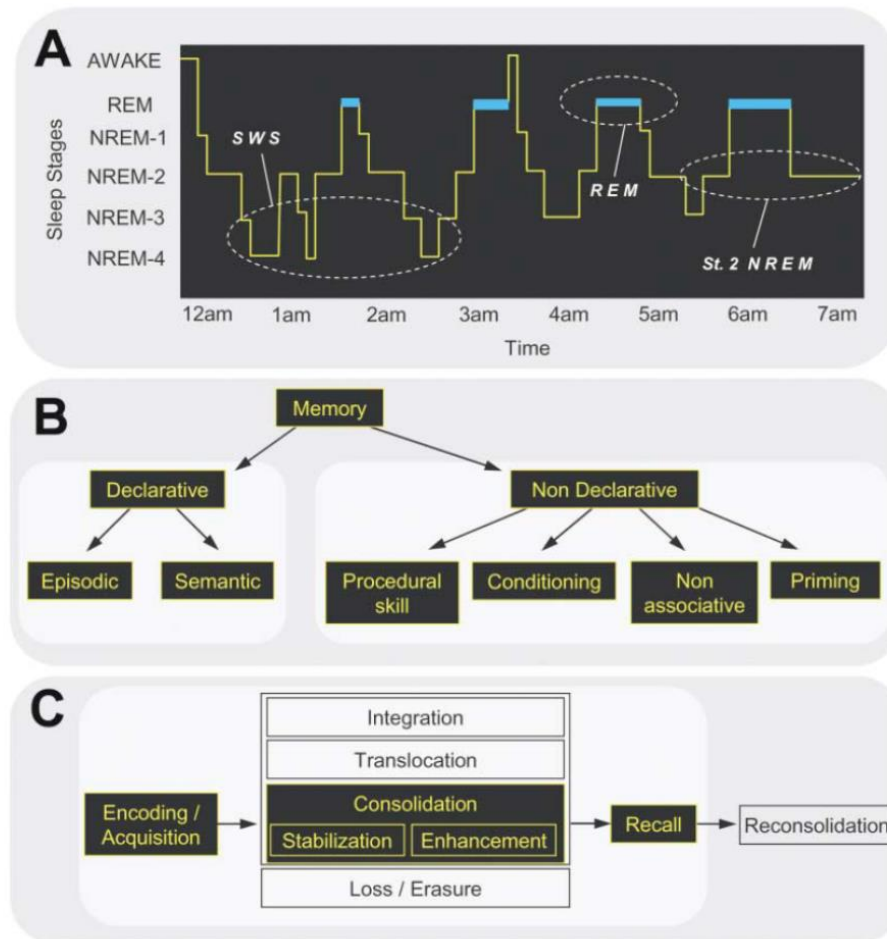 A
AWAKE
REM
NREM-1
NREM-2
NREM-3
NREM-4
Sleep Stages
SWS
REM
St. 2 NREM
12am 1am 2am 3am 4am 5am 6am 7am
Time
B
Memory
Declarative
Non Declarative
Episodic
Semantic
Procedural
skill
Conditioning
Non
associative
Priming
C
Integration
Translocation
Encoding /
Acquisition
Consolidation
Stabilization
Enhancement
Recall
Reconsolidation
Loss / Erasure